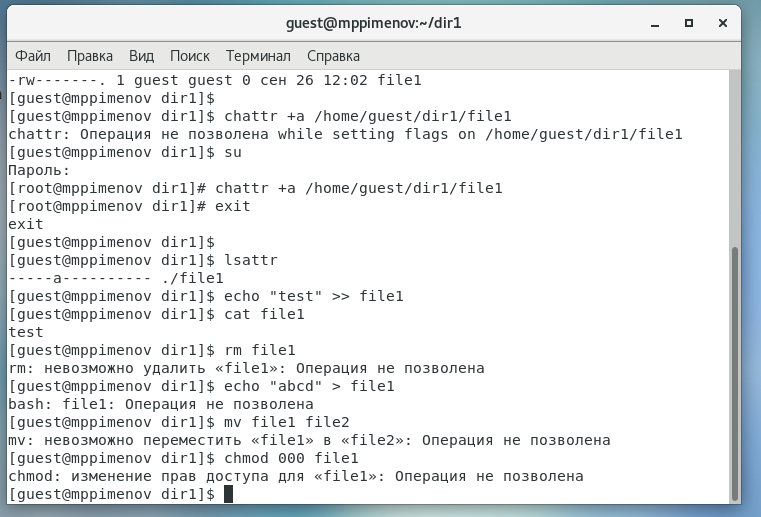 guest@mppimenov:~/dir1
Файл Правка Вид Поиск Терминал Справка
-rw-------. 1 guest guest 0 сен 26 12:02 file1
[guest@mppimenov dir1]$
[guest@mppimenov dir1]$ chattr +a /home/guest/dir1/file1
chattr: Операция не позволена while setting flags on /home/guest/dir1/file1
[guest@mppimenov dir1]$ su
Пароль:
[root@mppimenov dir1]# chattr +a /home/guest/dir1/file1
[root@mppimenov dir1]# exit
exit
[guest@mppimenov dir1]$
[guest@mppimenov dir1]$ lsattr
-----a---------- ./file1
[guest@mppimenov dir1]$ echo "test" >> file1
[guest@mppimenov dir1]$ cat file1
test
[guest@mppimenov dir1]$ rm file1
rm: невозможно удалить «file1»: Операция не позволена
[guest@mppimenov dir1]$ echo "abcd" > file1
bash: file1: Операция не позволена
[guest@mppimenov dir1]$ mv file1 file2
mv: невозможно переместить «file1» в «file2»: Операция не позволена
[guest@mppimenov dir1]$ chmod 000 file1
chmod: изменение прав доступа для «file1»: Операция не позволена
[guest@mppimenov dir1]$